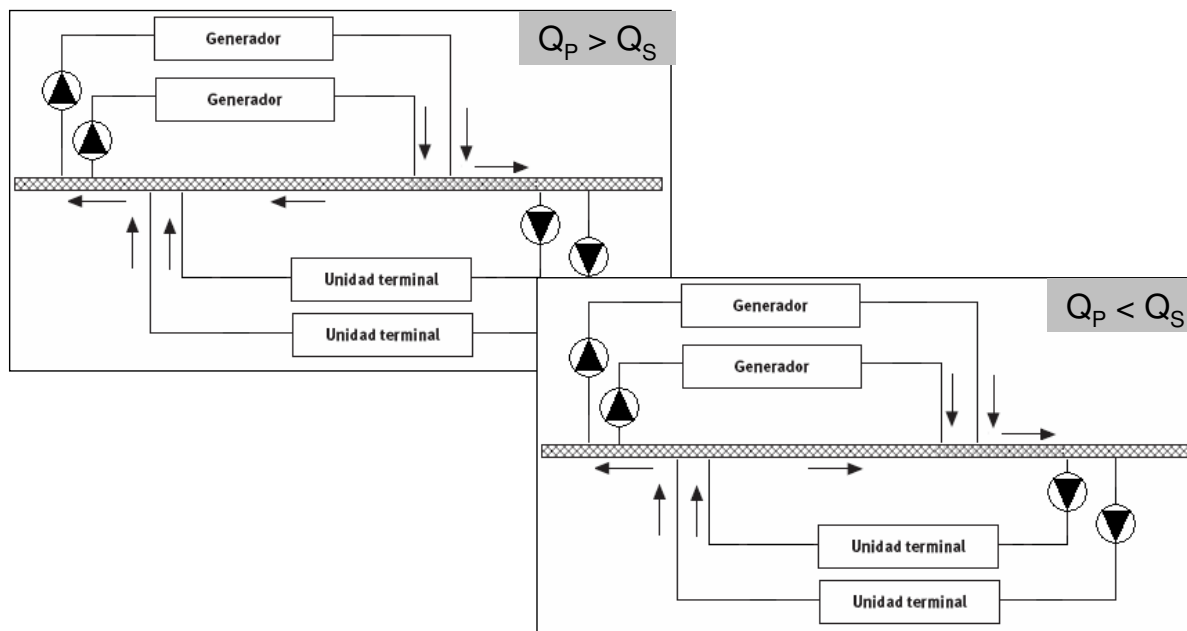 Generador
Q_P > Q_S
Generador
Unidad terminal
Unidad terminal
Generador
Q_P < Q_S
Generador
Unidad terminal
Unidad terminal